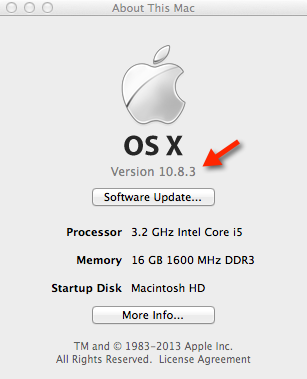 About This Mac
OS X
Version 10.8.3
Software Update...
Processor 3.2 GHz Intel Core i5
Memory 16 GB 1600 MHz DDR3
Startup Disk Macintosh HD
More Info...
TM and © 1983-2013 Apple Inc.
All Rights Reserved. License Agreement